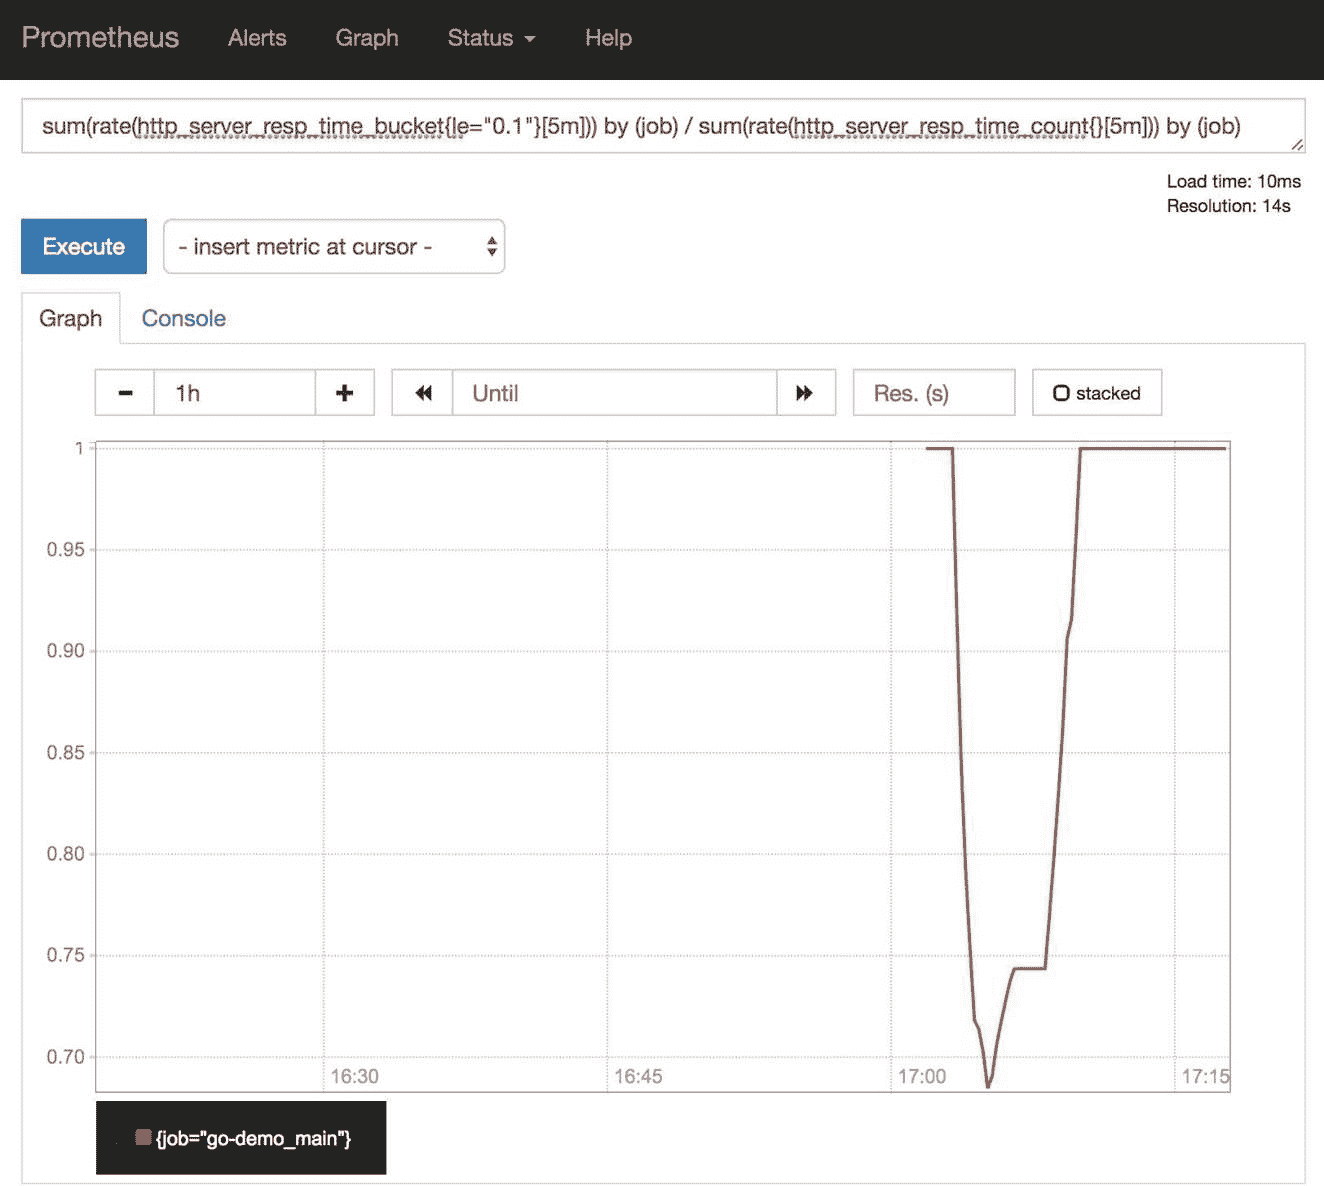 Prometheus Alerts Graph Status Help
sum(rate(http_server_resp_time_bucket{le="0.1"}[5m])) by (job) / sum(rate(http_server_resp_time_count{}[5m])) by (job)
Load time: 10ms
Resolution: 14s
Execute - insert metric at cursor -
Graph Console
1h Until Res. (s) stacked
1
0.95
0.90
0.85
0.80
0.75
0.70
16:30 16:45 17:00 17:15
{job="go-demo_main"}